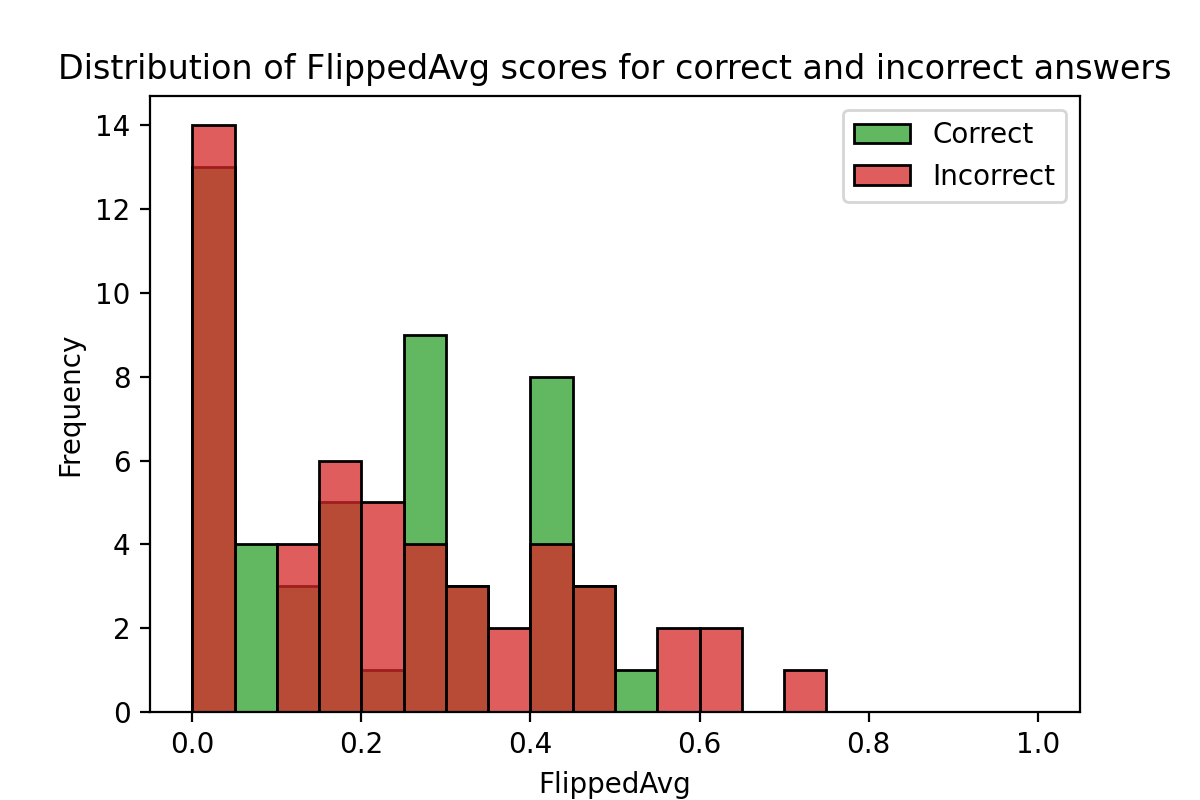 Distribution of FlippedAvg scores for correct and incorrect answers
Correct
Incorrect
14
12
10
8
6
4
2
0
Frequency
0.0 0.2 0.4 0.6 0.8 1.0
FlippedAvg